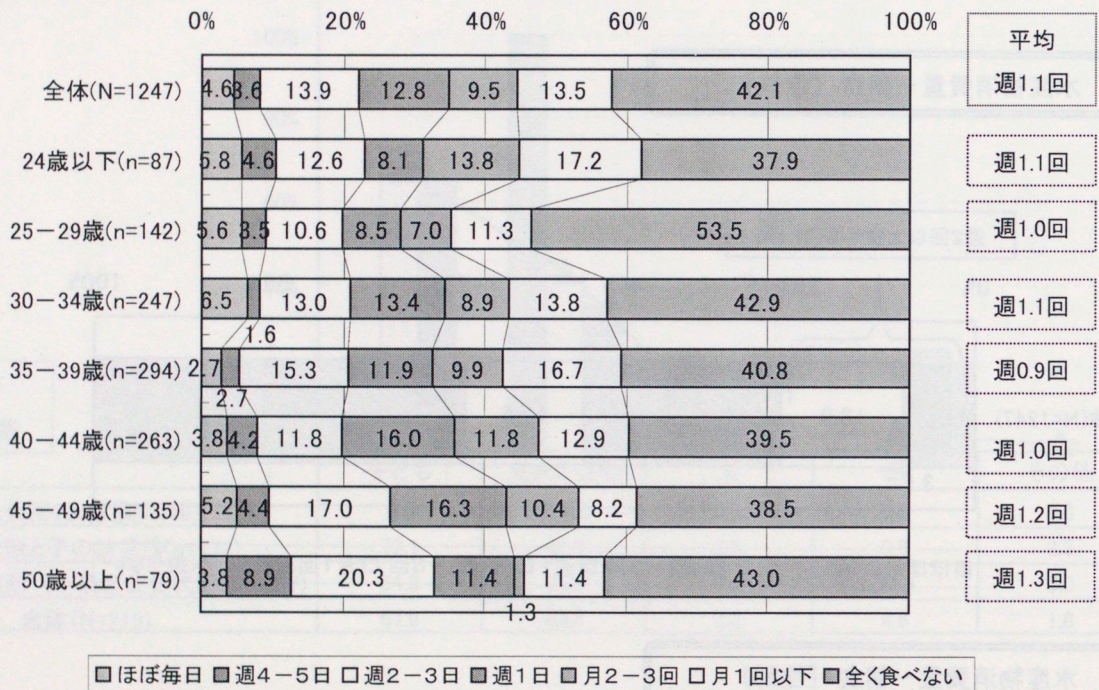 0% 20% 40% 60% 80% 100%
平均
全体(N=1247) 4.6 3.6 13.9 12.8 9.5 13.5 42.1 週1.1回
24歳以下(n=87) 5.8 4.6 12.6 8.1 13.8 17.2 37.9 週1.1回
25－29歳(n=142) 5.6 3.5 10.6 8.5 7.0 11.3 53.5 週1.0回
30－34歳(n=247) 6.5 13.0 13.4 8.9 13.8 42.9 週1.1回
1.6
35－39歳(n=294) 2.7 15.3 11.9 9.9 16.7 40.8 週0.9回
2.7
40－44歳(n=263) 3.8 4.2 11.8 16.0 11.8 12.9 39.5 週1.0回
45－49歳(n=135) 5.2 4.4 17.0 16.3 10.4 8.2 38.5 週1.2回
50歳以上(n=79) 3.8 8.9 20.3 11.4 11.4 43.0 週1.3回
1.3
ほぼ毎日 週4－5日 週2－3日 週1日 月2－3回 月1回以下 全く食べない